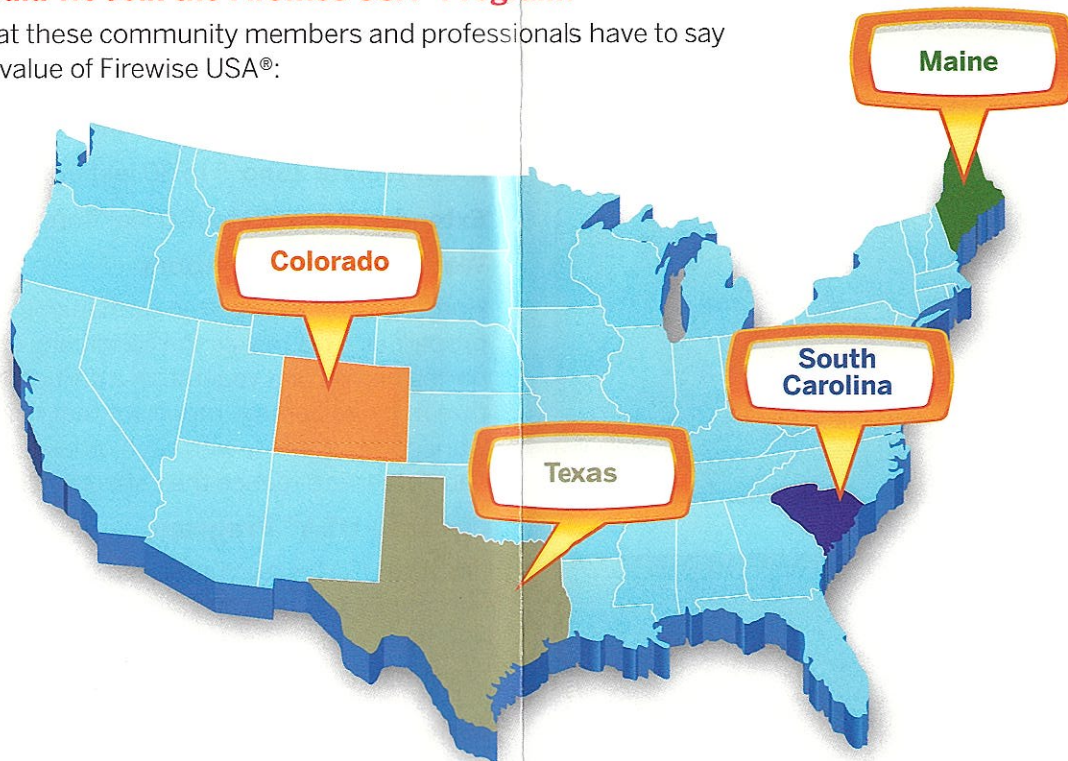 at these community members and professionals have to say
value of Firewise USA®:
Maine
Colorado
South
Carolina
Texas